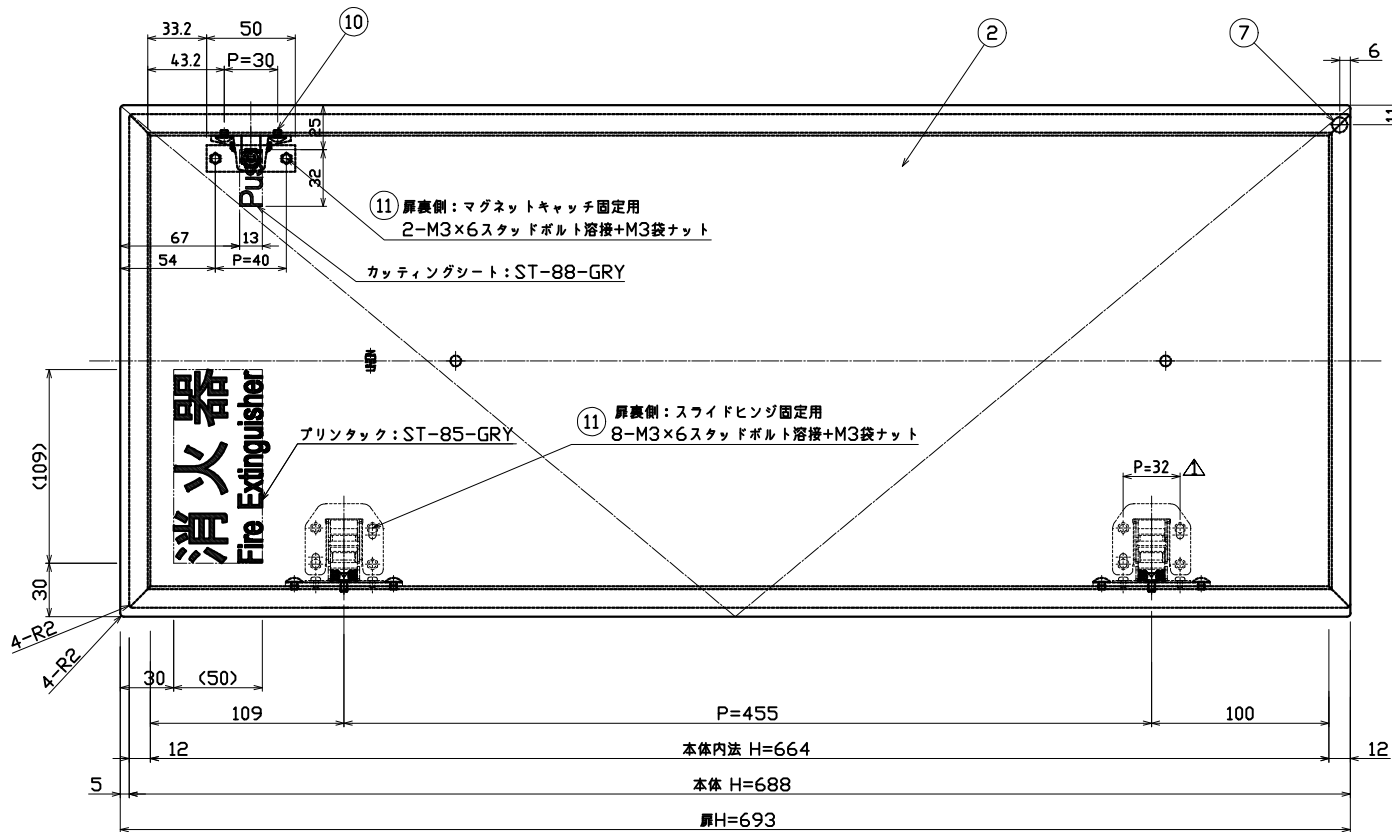 33.2
50
10
2
7
6
43.2
P=30
25
11
Push
32
11
扉裏側：マグネットキャッチ固定用
2-M3×6スタッドボルト溶接+M3袋ナット
67
13
54
P=40
カッティングシート：ST-88-GRY
UNION
消火器
Fire Extinguisher
(109)
11
扉裏側：スライドヒンジ固定用
8-M3×6スタッドボルト溶接+M3袋ナット
プリンタック：ST-85-GRY
P=32
1
30
4-R2
4-R2
30
(50)
109
P=455
100
12
本体内法 H=664
12
5
本体 H=688
扉H=693